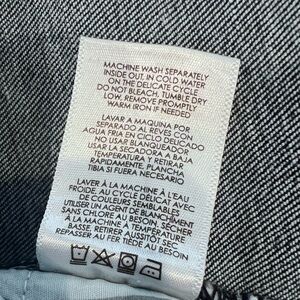 MACHINE WASH SEPARATELY
INSIDE OUT, IN COLD WATER
ON THE DELICATE CYCLE
DO NOT BLEACH, TUMBLE DRY
LOW, REMOVE PROMPTLY
WARM IRON IF NEEDED
LAVAR A MAQUINA POR
SEPARADO AL REVES CON
AGUA FRIA EN CICLO DELICADO
NO USAR BLANQUEADOR
USAR LA SECADORA A BAJA
TEMPERATURA Y RETIRAR
RAPIDAMENTE, PLANCHA
TIBIA SI FUERA NECESARIO
LAVER À LA MACHINE À L'EAU
FROIDE, AU CYCLE DÉLICAT AVEC
DE COULEURS SEMBLABLES
UTILISER UN AGENT DE BLANCHIMENT
SANS CHLORE AU BESOIN, SÉCHER
À LA MACHINE À TEMPÉRATURE
BASSE. RETIRER AUSSITÔT SEC
REPASSER AU FER TIÈDE AU BESOIN